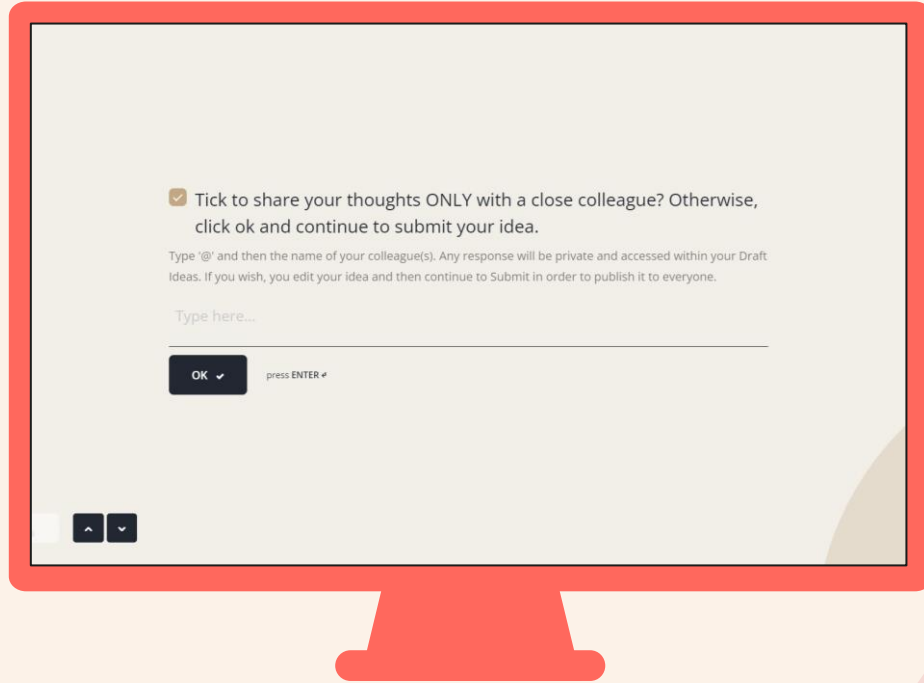 Tick to share your thoughts ONLY with a close colleague? Otherwise,
click ok and continue to submit your idea.
Type '@' and then the name of your colleague(s). Any response will be private and accessed within your Draft
Ideas. If you wish, you edit your idea and then continue to Submit in order to publish it to everyone.
Type here...
OK
press ENTER